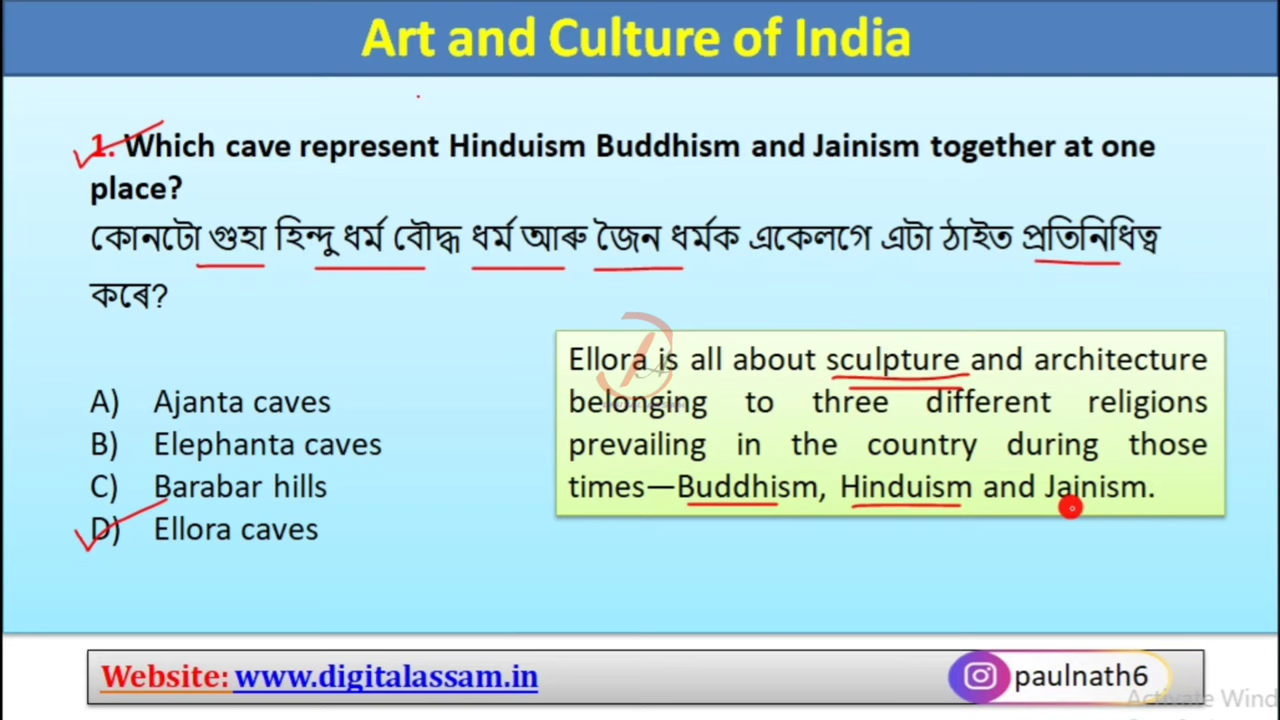 Art and Culture of India
1. Which cave represent Hinduism Buddhism and Jainism together at one
place?
কোনটো গুহা হিন্দু ধৰ্ম বৌদ্ধ ধৰ্ম আৰু জৈন ধৰ্মক একেলগে এটা ঠাইত প্ৰতিনিধিত্ব
কৰে?
A) Ajanta caves
B) Elephanta caves
C) Barabar hills
D) Ellora caves
Ellora is all about sculpture and architecture
belonging to three different religions
prevailing in the country during those
times—Buddhism, Hinduism and Jainism.
Website: www.digitalassam.in
paulnath6
Activate Wind